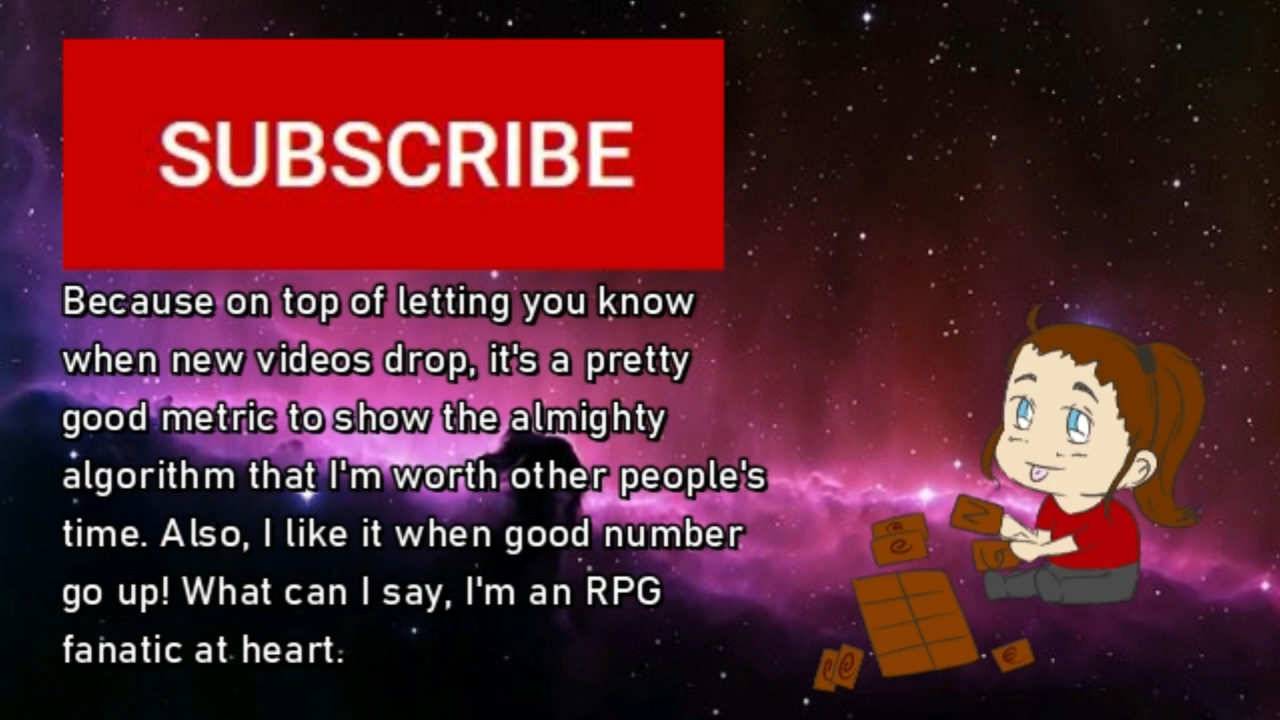 SUBSCRIBE
Because on top of letting you know
when new videos drop, it's a pretty
good metric to show the almighty
algorithm that I'm worth other people's
time. Also, I like it when good number
go up! What can I say, I'm an RPG
fanatic at heart.